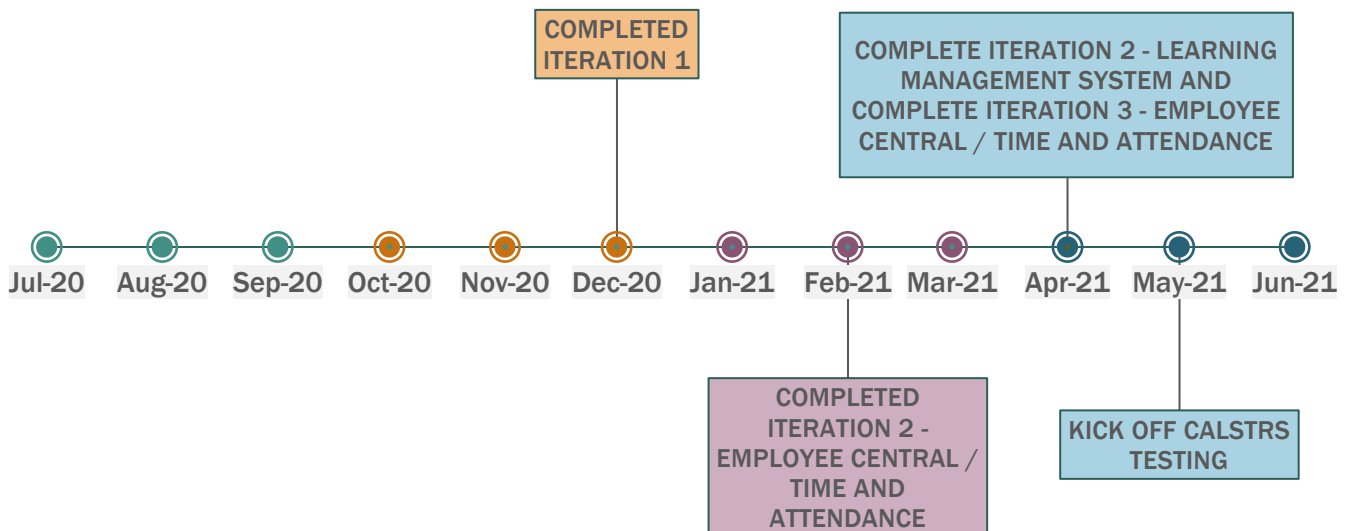 COMPLETED
ITERATION 1
COMPLETE ITERATION 2 - LEARNING
MANAGEMENT SYSTEM AND
COMPLETE ITERATION 3 - EMPLOYEE
CENTRAL / TIME AND ATTENDANCE
Jul-20 Aug-20 Sep-20 Oct-20 Nov-20 Dec-20 Jan-21 Feb-21 Mar-21 Apr-21 May-21 Jun-21
COMPLETED
ITERATION 2 -
EMPLOYEE CENTRAL /
TIME AND
ATTENDANCE
KICK OFF CALSTRS
TESTING